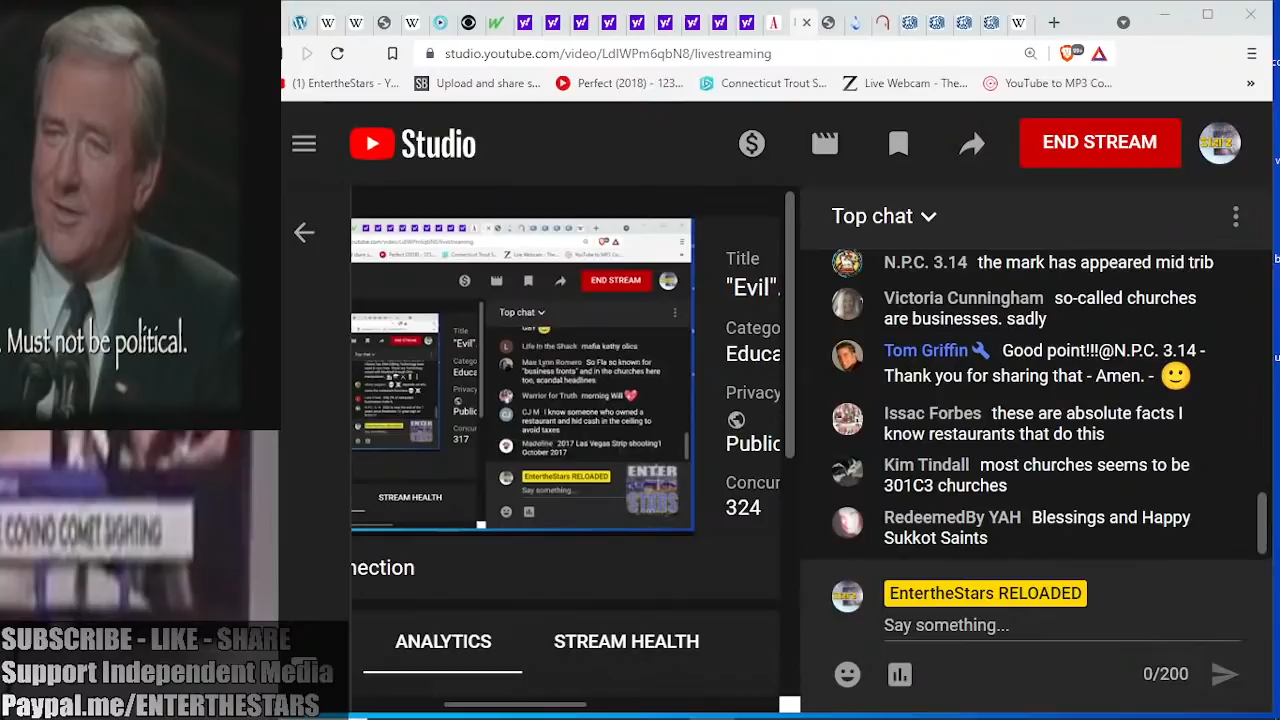 studio.youtube.com/video/LdIWPm6qbN8/livestreaming
99+
(1) EntertheStars - Y...
SB Upload and share s...
Perfect (2018) - 123...
Connecticut Trout S...
Live Webcam - The...
YouTube to MP3 Co...
»
Studio
END STREAM
Top chat
N.P.C. 3.14 the mark has appeared mid trib
Victoria Cunningham so-called churches
are businesses. sadly
Tom Griffin Good point!!!@N.P.C. 3.14 -
Thank you for sharing that - Amen. -
Issac Forbes these are absolute facts I
know restaurants that do this
Kim Tindall most churches seems to be
301C3 churches
RedeemedBy YAH Blessings and Happy
Sukkot Saints
EntertheStars RELOADED
Say something...
0/200
Title
"Evil".
Catego
Educa
Privacy
Public
Concur
324
END STREAM
Top chat
Life In the Shack mafia kathy olics
Mae Lynn Romero So Fla so known for
"business fronts" and in the churches here
too, scandal headlines
Warrior for Truth morning Will
CJ M I know someone who owned a
restaurant and hid cash in the ceiling to
avoid taxes
Madeline 2017 Las Vegas Strip shooting1
October 2017
EntertheStars RELOADED
Say something...
ENTER
STARS
STREAM HEALTH
Title
"Evil".
Catego
Educa
Privacy
Public
Concur
317
nection
ANALYTICS
STREAM HEALTH
. Must not be political.
COVINO COMET SIGHTING
SUBSCRIBE - LIKE - SHARE
Support Independent Media
Paypal.me/ENTERTHESTARS